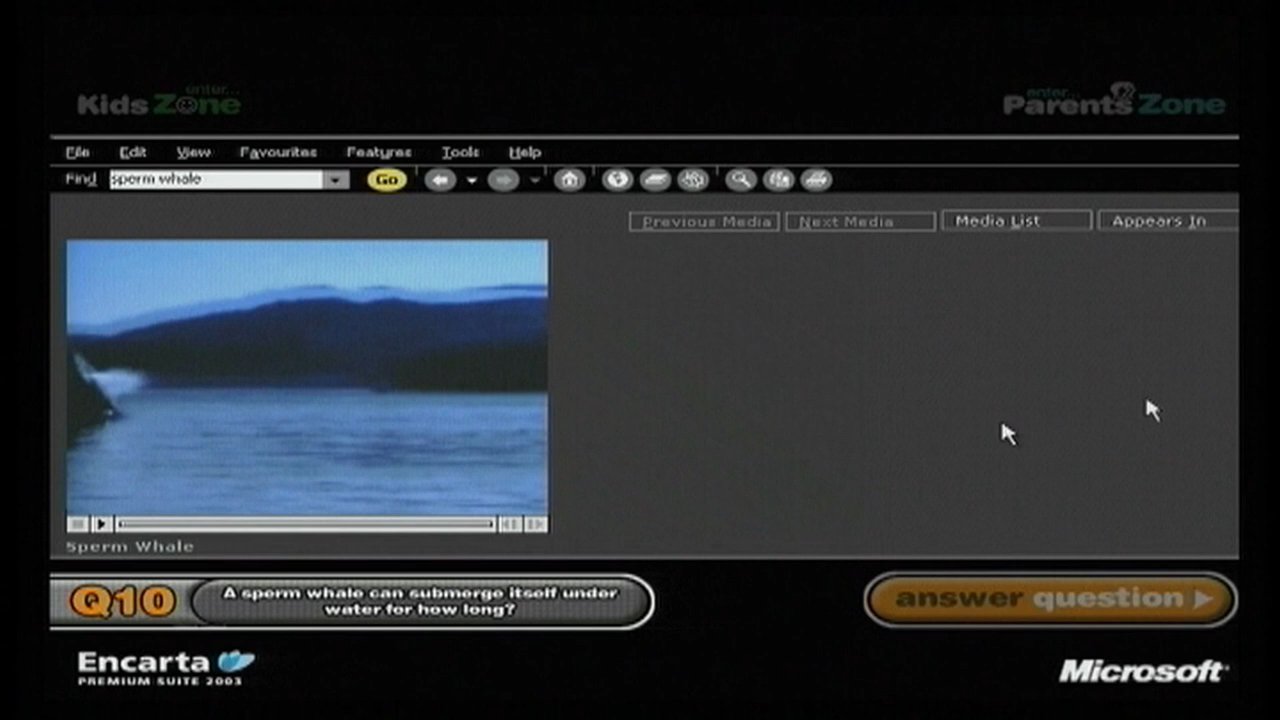 enter...
Kids Zone
enter...
Parents Zone
File Edit View Favourites Features Tools Help
Find sperm whale Go
Previous Media Next Media Media List Appears In
Sperm Whale
Q10
A sperm whale can submerge itself under
water for how long?
answer question
Encarta
PREMIUM SUITE 2003
Microsoft